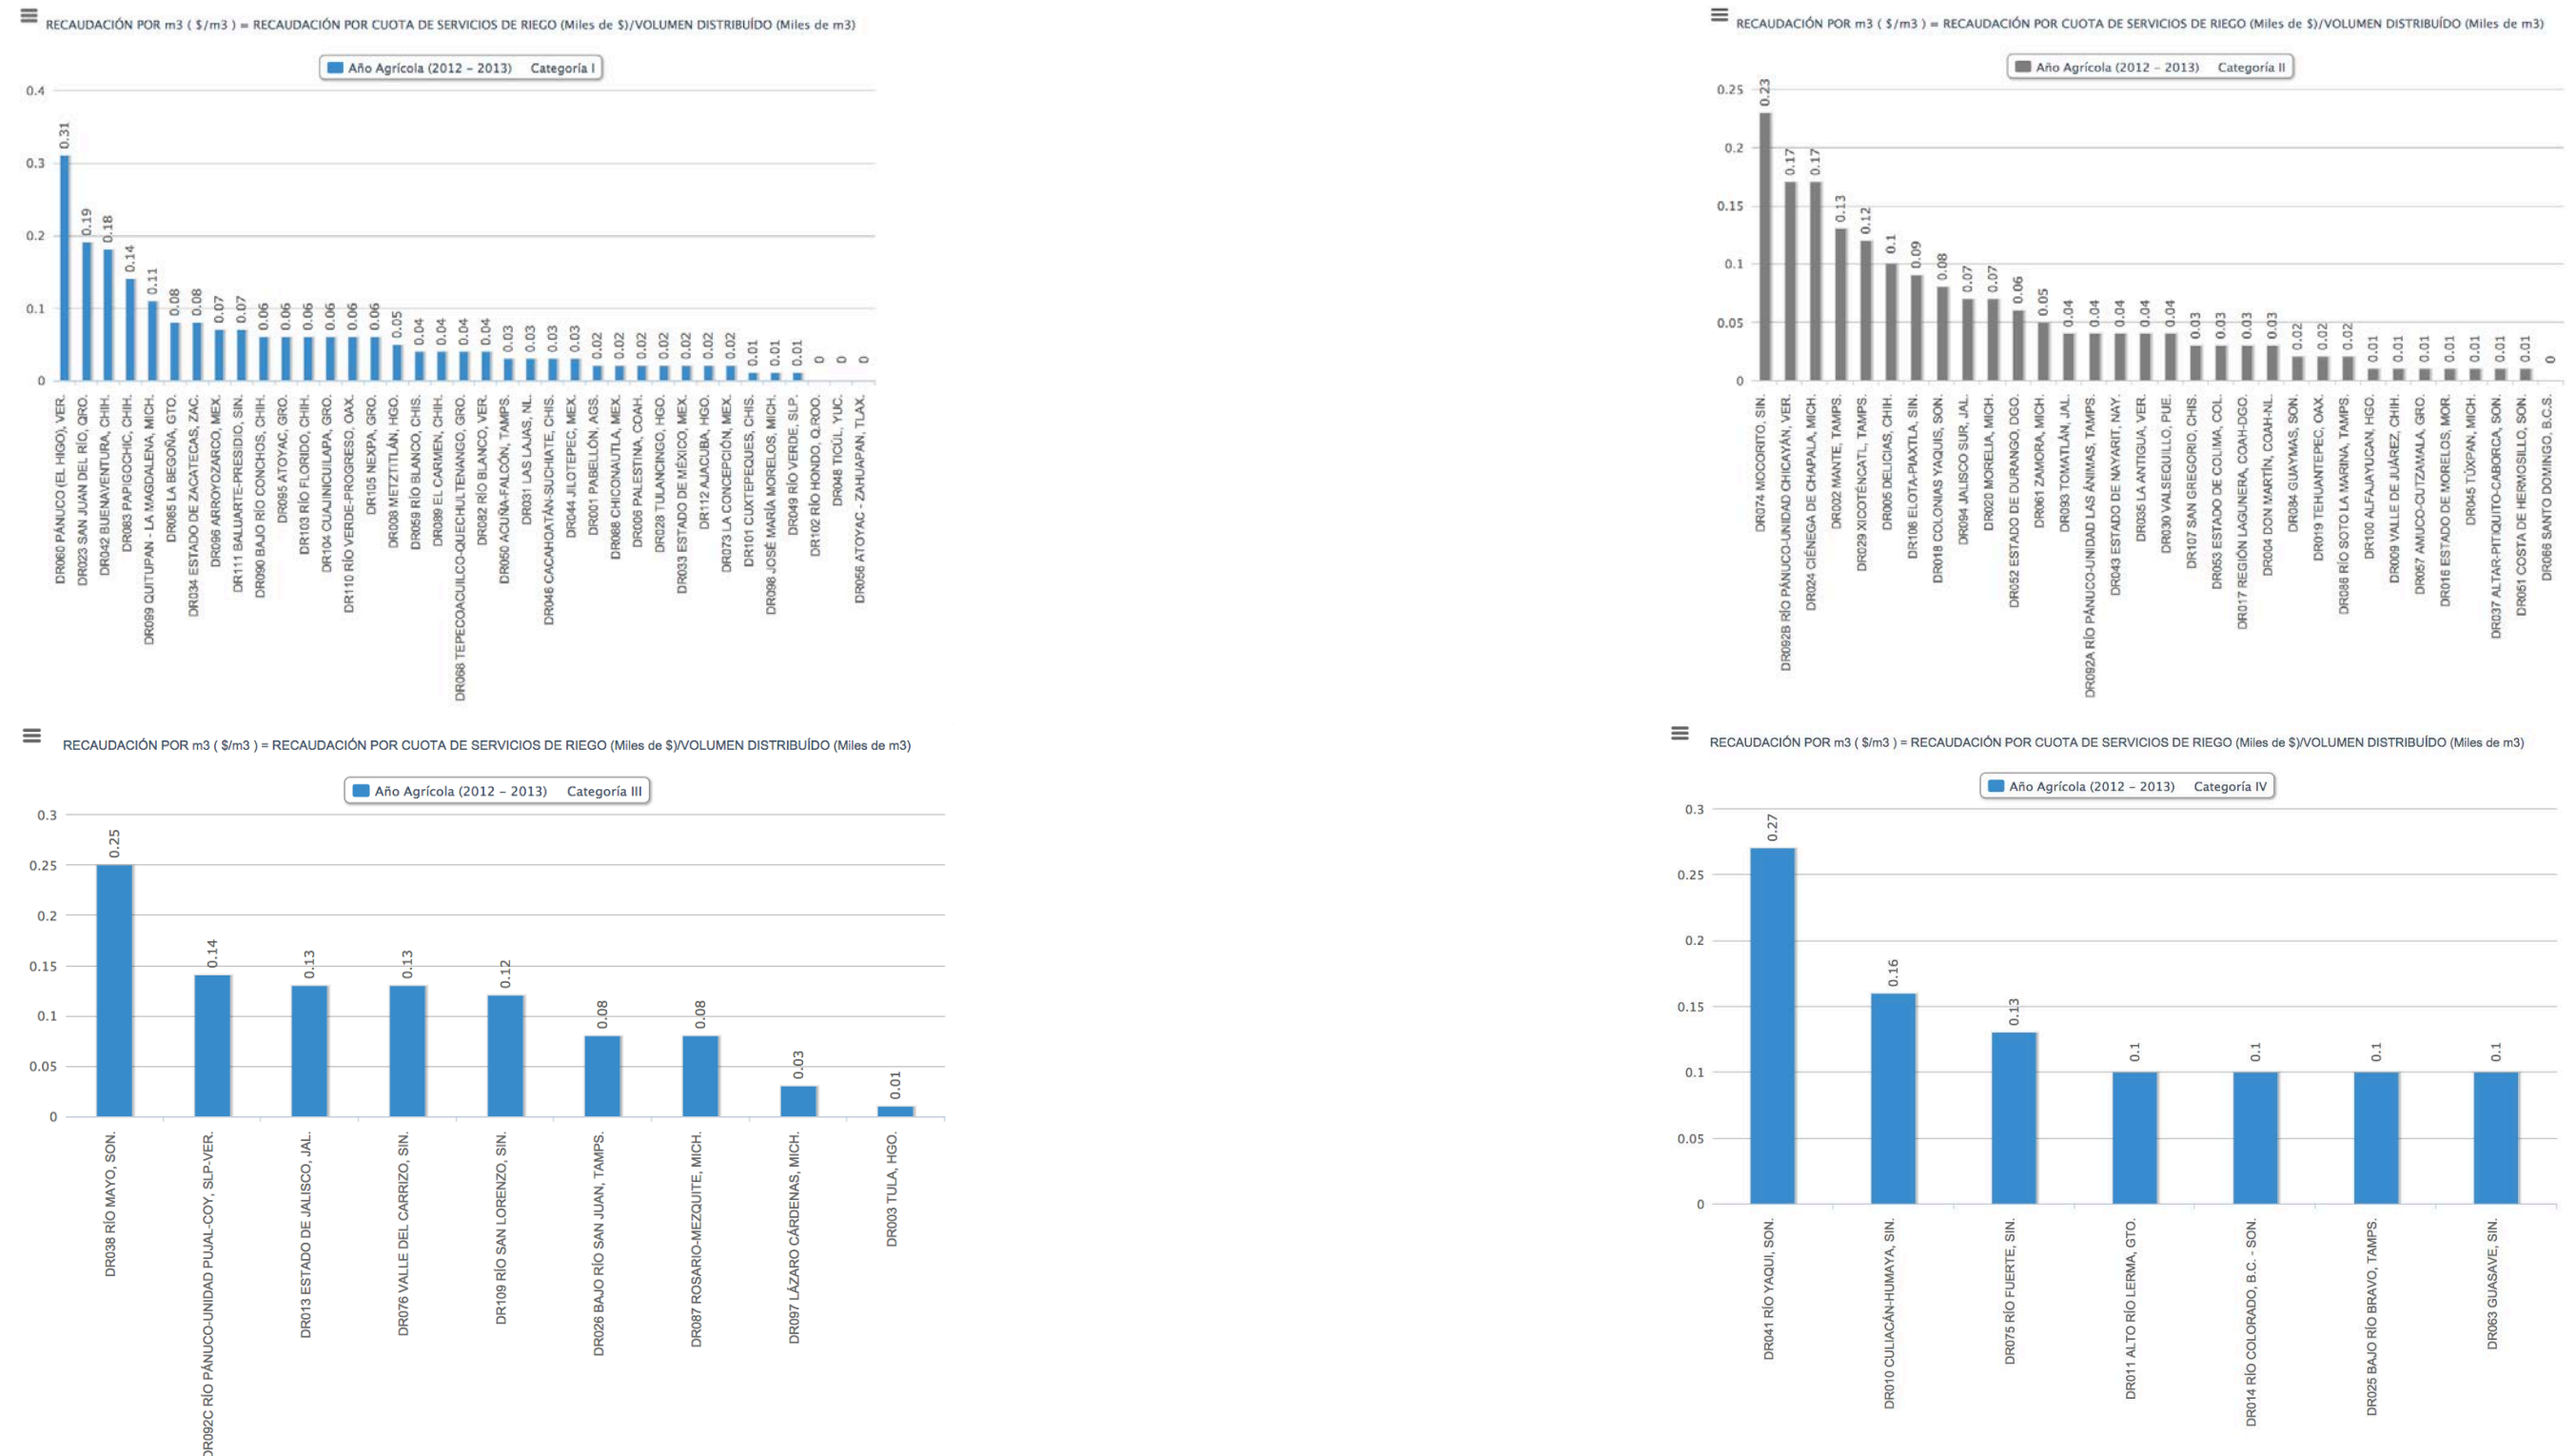 RECAUDACIÓN POR m3 ( $/m3 ) = RECAUDACIÓN POR CUOTA DE SERVICIOS DE RIEGO (Miles de $)/VOLUMEN DISTRIBUÍDO (Miles de m3)
Año Agrícola (2012 – 2013) Categoría I
0.4
0.3
0.2
0.1
0
0.31
0.19
0.18
0.14
0.11
0.08
0.08
0.07
0.07
0.06
0.06
0.06
0.06
0.06
0.06
0.05
0.04
0.04
0.04
0.04
0.03
0.03
0.03
0.03
0.02
0.02
0.02
0.02
0.02
0.02
0.02
0.01
0.01
0.01
0
0
0
DR060 PÁNUCO (EL HIGO), VER.
DR023 SAN JUAN DEL RÍO, QRO.
DR042 BUENAVENTURA, CHIH.
DR083 PAPIGOCHIC, CHIH.
DR099 QUITUPAN - LA MAGDALENA, MICH.
DR085 LA BEGOÑA, GTO.
DR034 ESTADO DE ZACATECAS, ZAC.
DR096 ARROYOZARCO, MEX.
DR111 BALUARTE-PRESIDIO, SIN.
DR090 BAJO RÍO CONCHOS, CHIH.
DR095 ATOYAC, GRO.
DR103 RÍO FLORIDO, CHIH.
DR104 CUAJINICUILAPA, GRO.
DR110 RÍO VERDE-PROGRESO, OAX.
DR105 NEXPA, GRO.
DR008 METZTITLÁN, HGO.
DR059 RÍO BLANCO, CHIS.
DR089 EL CARMEN, CHIH.
DR068 TEPECOACUILCO-QUECHULTENANGO, GRO.
DR082 RÍO BLANCO, VER.
DR050 ACUÑA-FALCÓN, TAMPS.
DR031 LAS LAJAS, NL.
DR046 CACAHOATÁN-SUCHIATE, CHIS.
DR044 JILOTEPEC, MEX.
DR001 PABELLÓN, AGS.
DR088 CHICONAUTLA, MEX.
DR006 PALESTINA, COAH.
DR028 TULANCINGO, HGO.
DR033 ESTADO DE MÉXICO, MEX.
DR112 AJACUBA, HGO.
DR073 LA CONCEPCIÓN, MEX.
DR101 CUXTEPEQUES, CHIS.
DR098 JOSÉ MARÍA MORELOS, MICH.
DR049 RÍO VERDE, SLP.
DR102 RÍO HONDO, Q.ROO.
DR048 TICÚL, YUC.
DR056 ATOYAC - ZAHUAPAN, TLAX.
RECAUDACIÓN POR m3 ( $/m3 ) = RECAUDACIÓN POR CUOTA DE SERVICIOS DE RIEGO (Miles de $)/VOLUMEN DISTRIBUÍDO (Miles de m3)
Año Agrícola (2012 – 2013) Categoría II
0.25
0.2
0.15
0.1
0.05
0
0.23
0.17
0.17
0.13
0.12
0.1
0.09
0.08
0.07
0.07
0.06
0.05
0.04
0.04
0.04
0.04
0.04
0.03
0.03
0.03
0.03
0.02
0.02
0.02
0.01
0.01
0.01
0.01
0.01
0.01
0.01
0
DR074 MOCORITO, SIN.
DR092B RÍO PÁNUCO-UNIDAD CHICAYÁN, VER.
DR024 CIÉNEGA DE CHAPALA, MICH.
DR002 MANTE, TAMPS.
DR029 XICOTÉNCATL, TAMPS.
DR005 DELICIAS, CHIH.
DR108 ELOTA-PIAXTLA, SIN.
DR018 COLONIAS YAQUIS, SON.
DR094 JALISCO SUR, JAL.
DR020 MORELIA, MICH.
DR052 ESTADO DE DURANGO, DGO.
DR061 ZAMORA, MICH.
DR093 TOMATLÁN, JAL.
DR092A RÍO PÁNUCO-UNIDAD LAS ÁNIMAS, TAMPS.
DR043 ESTADO DE NAYARIT, NAY.
DR035 LA ANTIGUA, VER.
DR030 VALSEQUILLO, PUE.
DR107 SAN GREGORIO, CHIS.
DR053 ESTADO DE COLIMA, COL.
DR017 REGIÓN LAGUNERA, COAH-DGO.
DR004 DON MARTÍN, COAH-NL.
DR084 GUAYMAS, SON.
DR019 TEHUANTEPEC, OAX.
DR086 RÍO SOTO LA MARINA, TAMPS.
DR100 ALFAJAYUCAN, HGO.
DR009 VALLE DE JUÁREZ, CHIH.
DR057 AMUCO-CUTZAMALA, GRO.
DR016 ESTADO DE MORELOS, MOR.
DR045 TÚXPAN, MICH.
DR037 ALTAR-PITIQUITO-CABORCA, SON.
DR051 COSTA DE HERMOSILLO, SON.
DR066 SANTO DOMINGO, B.C.S.
RECAUDACIÓN POR m3 ( $/m3 ) = RECAUDACIÓN POR CUOTA DE SERVICIOS DE RIEGO (Miles de $)/VOLUMEN DISTRIBUÍDO (Miles de m3)
Año Agrícola (2012 – 2013) Categoría III
0.3
0.25
0.2
0.15
0.1
0.05
0
0.25
0.14
0.13
0.13
0.12
0.08
0.08
0.03
0.01
DR038 RÍO MAYO, SON.
DR092C RÍO PÁNUCO-UNIDAD PUJAL-COY, SLP-VER.
DR013 ESTADO DE JALISCO, JAL.
DR076 VALLE DEL CARRIZO, SIN.
DR109 RÍO SAN LORENZO, SIN.
DR026 BAJO RÍO SAN JUAN, TAMPS.
DR087 ROSARIO-MEZQUITE, MICH.
DR097 LÁZARO CÁRDENAS, MICH.
DR003 TULA, HGO.
RECAUDACIÓN POR m3 ( $/m3 ) = RECAUDACIÓN POR CUOTA DE SERVICIOS DE RIEGO (Miles de $)/VOLUMEN DISTRIBUÍDO (Miles de m3)
Año Agrícola (2012 – 2013) Categoría IV
0.3
0.25
0.2
0.15
0.1
0.05
0
0.27
0.16
0.13
0.1
0.1
0.1
0.1
DR041 RÍO YAQUI, SON.
DR010 CULIACÁN-HUMAYA, SIN.
DR075 RÍO FUERTE, SIN.
DR011 ALTO RÍO LERMA, GTO.
DR014 RÍO COLORADO, B.C. - SON.
DR025 BAJO RÍO BRAVO, TAMPS.
DR063 GUASAVE, SIN.